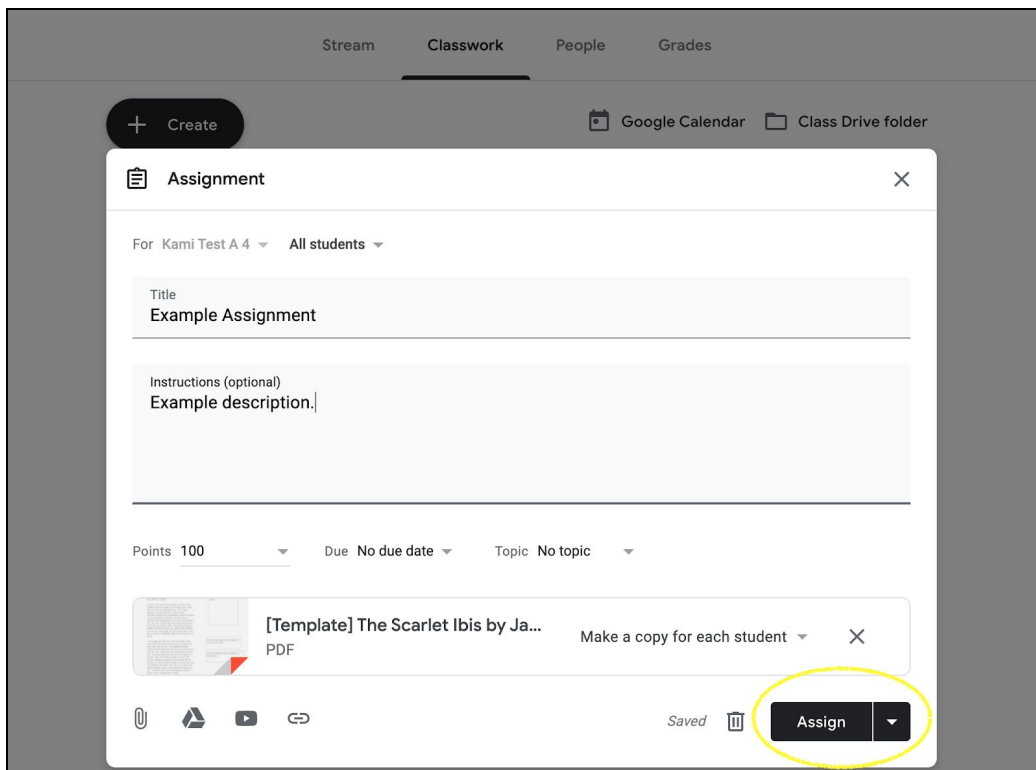 Stream Classwork People Grades
Create Google Calendar Class Drive folder
Assignment
For Kami Test A 4 All students
Title
Example Assignment
Instructions (optional)
Example description.
Points 100 Due No due date Topic No topic
[Template] The Scarlet Ibis by Ja... Make a copy for each student
PDF
Saved Assign